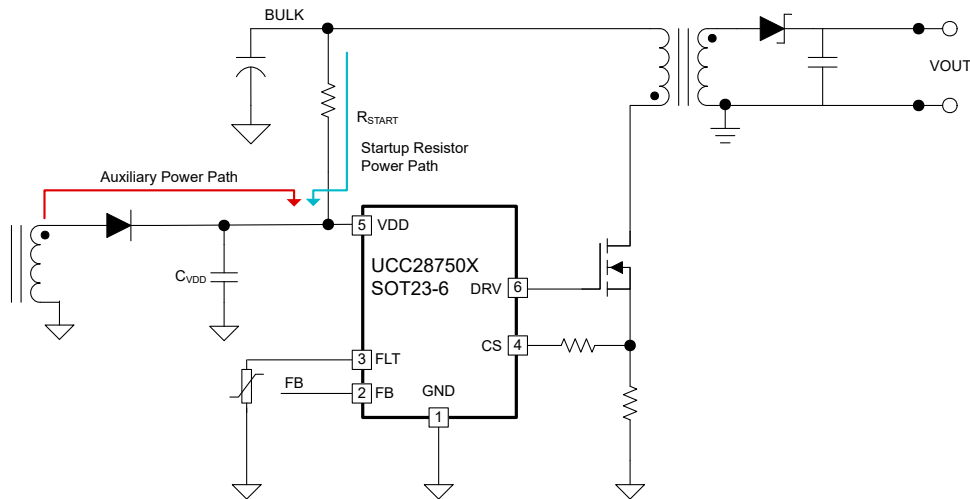 BULK
VOUT
RSTART
Startup Resistor
Power Path
Auxiliary Power Path
5
VDD
UCC28750X
SOT23-6
CVDD
DRV
6
CS
4
3
FLT
FB
2
FB
GND
1